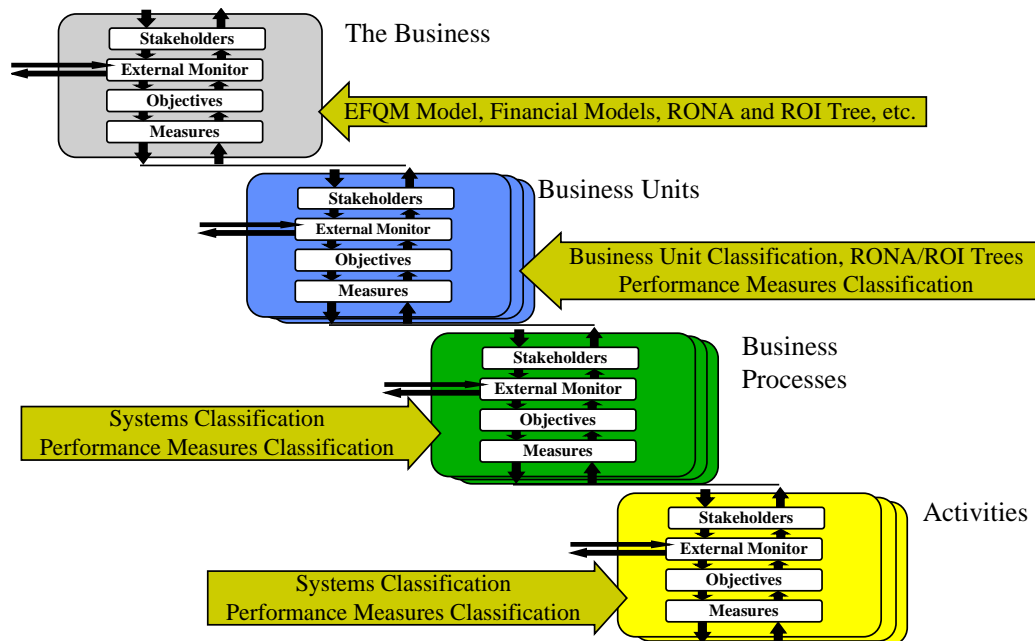 The Business
Stakeholders
External Monitor
Objectives
Measures
EFQM Model, Financial Models, RONA and ROI Tree, etc.
Business Units
Stakeholders
External Monitor
Objectives
Measures
Business Unit Classification, RONA/ROI Trees
Performance Measures Classification
Business
Processes
Stakeholders
External Monitor
Objectives
Measures
Systems Classification
Performance Measures Classification
Activities
Stakeholders
External Monitor
Objectives
Measures
Systems Classification
Performance Measures Classification